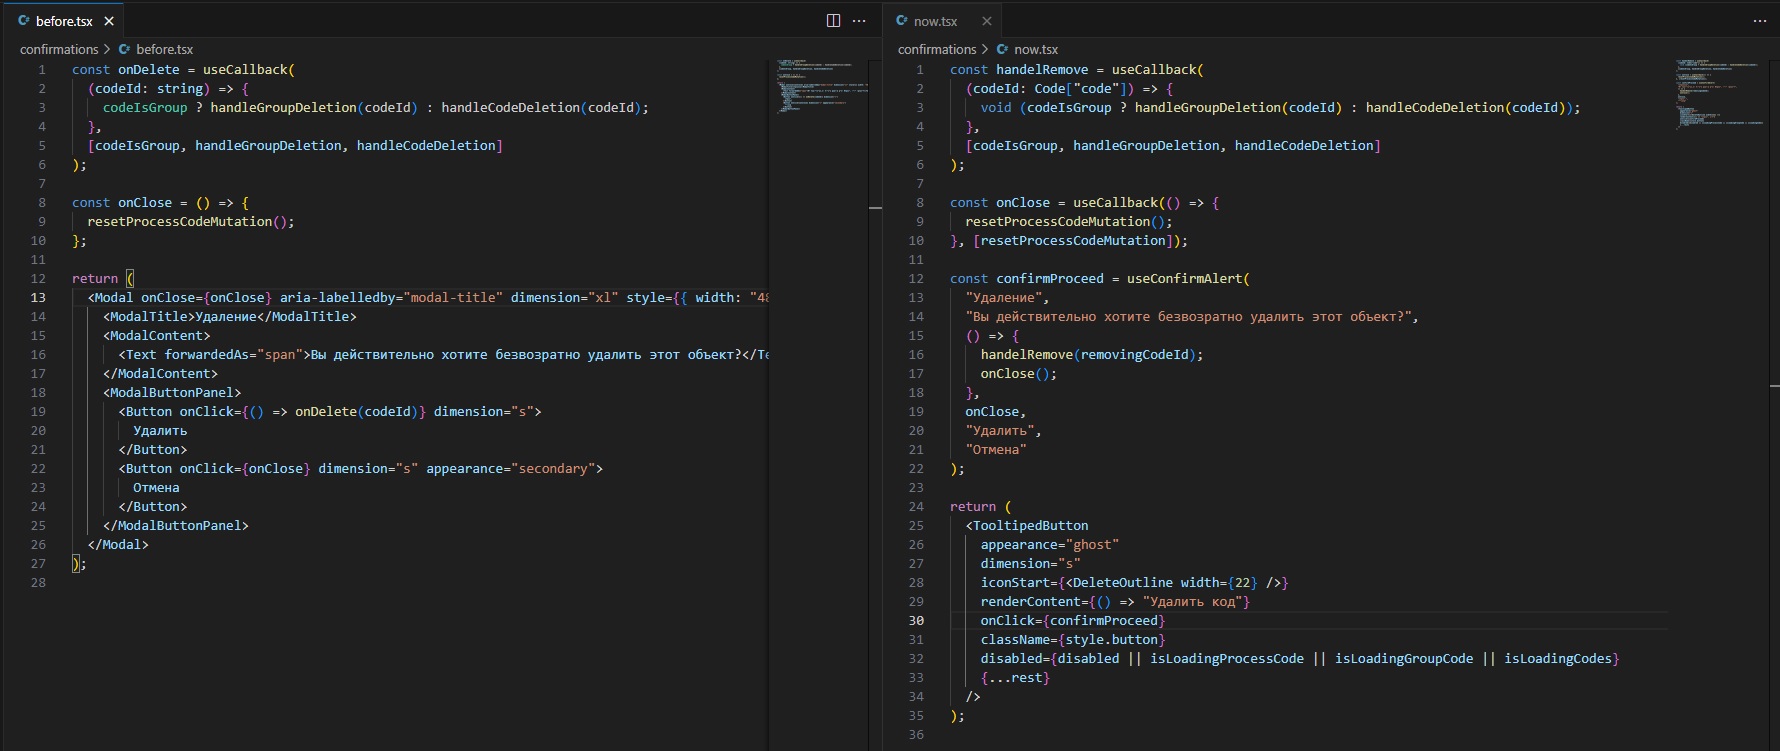 before.tsx
confirmations > before.tsx
1 const onDelete = useCallback(
2 (codeId: string) => {
3 codeIsGroup ? handleGroupDeletion(codeId) : handleCodeDeletion(codeId);
4 },
5 [codeIsGroup, handleGroupDeletion, handleCodeDeletion]
6 );
7
8 const onClose = () => {
9 resetProcessCodeMutation();
10 };
11
12 return (
13 <Modal onClose={onClose} aria-labelledby="modal-title" dimension="xl" style={{ width: "48
14 <ModalTitle>Удаление</ModalTitle>
15 <ModalContent>
16 <Text forwardedAs="span">Вы действительно хотите безвозратно удалить этот объект?</Te
17 </ModalContent>
18 <ModalButtonPanel>
19 <Button onClick={() => onDelete(codeId)} dimension="s">
20 Удалить
21 </Button>
22 <Button onClick={onClose} dimension="s" appearance="secondary">
23 Отмена
24 </Button>
25 </ModalButtonPanel>
26 </Modal>
27 );
28
now.tsx
confirmations > now.tsx
1 const handelRemove = useCallback(
2 (codeId: Code["code"]) => {
3 void (codeIsGroup ? handleGroupDeletion(codeId) : handleCodeDeletion(codeId));
4 },
5 [codeIsGroup, handleGroupDeletion, handleCodeDeletion]
6 );
7
8 const onClose = useCallback(() => {
9 resetProcessCodeMutation();
10 }, [resetProcessCodeMutation]);
11
12 const confirmProceed = useConfirmAlert(
13 "Удаление",
14 "Вы действительно хотите безвозратно удалить этот объект?",
15 () => {
16 handelRemove(removingCodeId);
17 onClose();
18 },
19 onClose,
20 "Удалить",
21 "Отмена"
22 );
23
24 return (
25 <TooltipedButton
26 appearance="ghost"
27 dimension="s"
28 iconStart={<DeleteOutline width={22} />}
29 renderContent={() => "Удалить код"}
30 onClick={confirmProceed}
31 className={style.button}
32 disabled={disabled || isLoadingProcessCode || isLoadingGroupCode || isLoadingCodes}
33 {...rest}
34 />
35 );
36